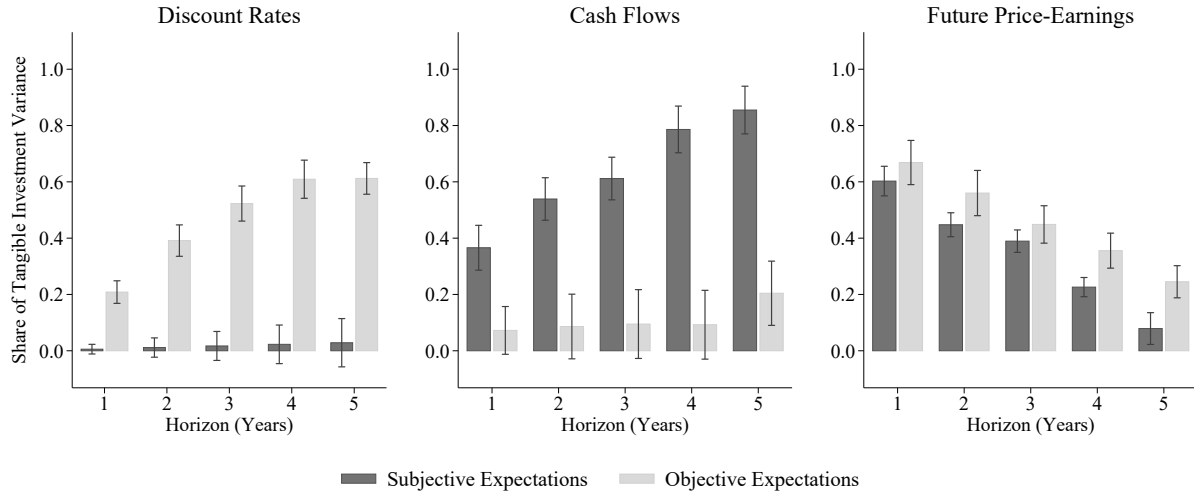 Discount Rates
Cash Flows
Future Price-Earnings
Share of Tangible Investment Variance
1.0
0.8
0.6
0.4
0.2
0.0
1 2 3 4 5
Horizon (Years)
1.0
0.8
0.6
0.4
0.2
0.0
1 2 3 4 5
Horizon (Years)
1.0
0.8
0.6
0.4
0.2
0.0
1 2 3 4 5
Horizon (Years)
Subjective Expectations
Objective Expectations